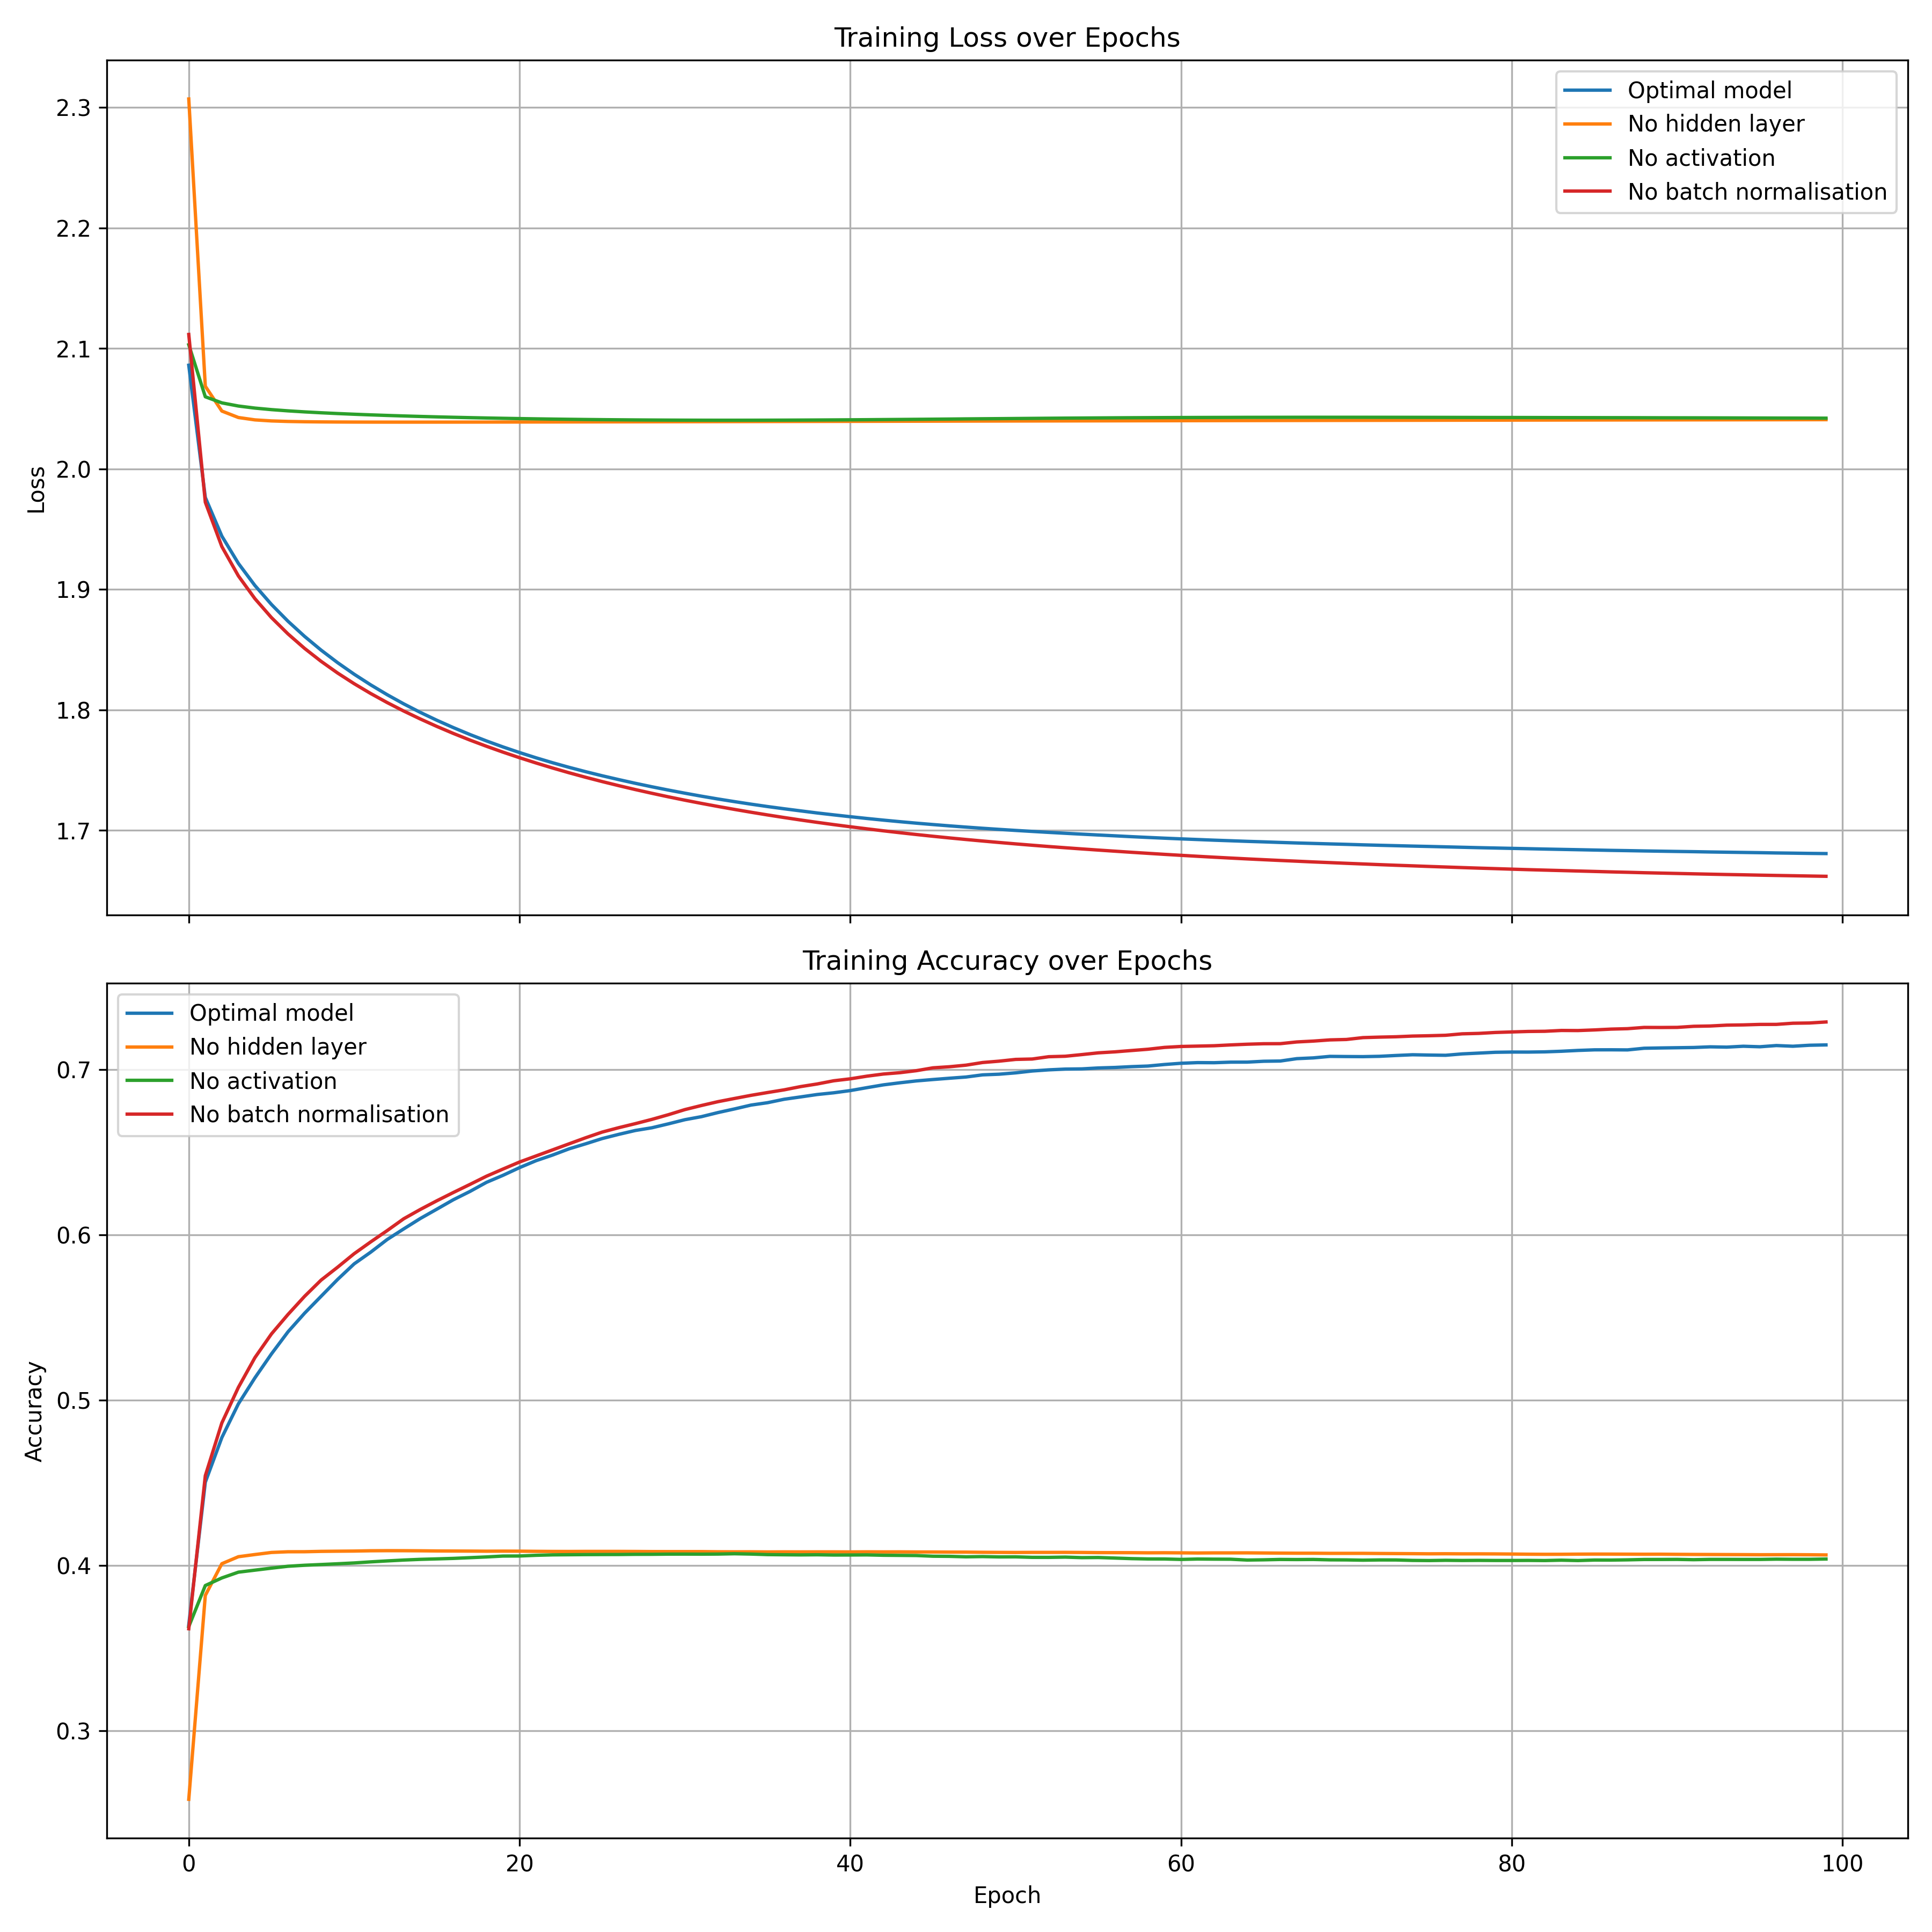 Training Loss over Epochs
2.3
2.2
2.1
2.0
1.9
1.8
1.7
Loss
Optimal model
No hidden layer
No activation
No batch normalisation
Training Accuracy over Epochs
Optimal model
No hidden layer
No activation
No batch normalisation
0.7
0.6
0.5
0.4
0.3
Accuracy
0 20 40 60 80 100
Epoch